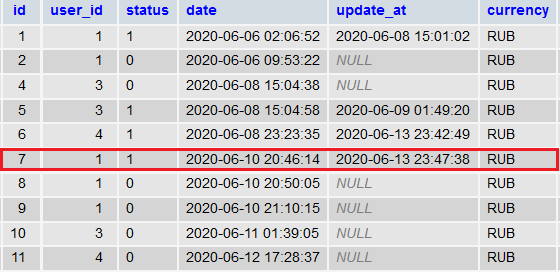 id user_id status date update_at currency
1 1 1 2020-06-06 02:06:52 2020-06-08 15:01:02 RUB
2 1 0 2020-06-06 09:53:22 NULL RUB
4 3 0 2020-06-08 15:04:38 NULL RUB
5 3 1 2020-06-08 15:04:58 2020-06-09 01:49:20 RUB
6 4 1 2020-06-08 23:23:35 2020-06-13 23:42:49 RUB
7 1 1 2020-06-10 20:46:14 2020-06-13 23:47:38 RUB
8 1 0 2020-06-10 20:50:05 NULL RUB
9 1 0 2020-06-10 21:10:15 NULL RUB
10 3 0 2020-06-11 01:39:05 NULL RUB
11 4 0 2020-06-12 17:28:37 NULL RUB